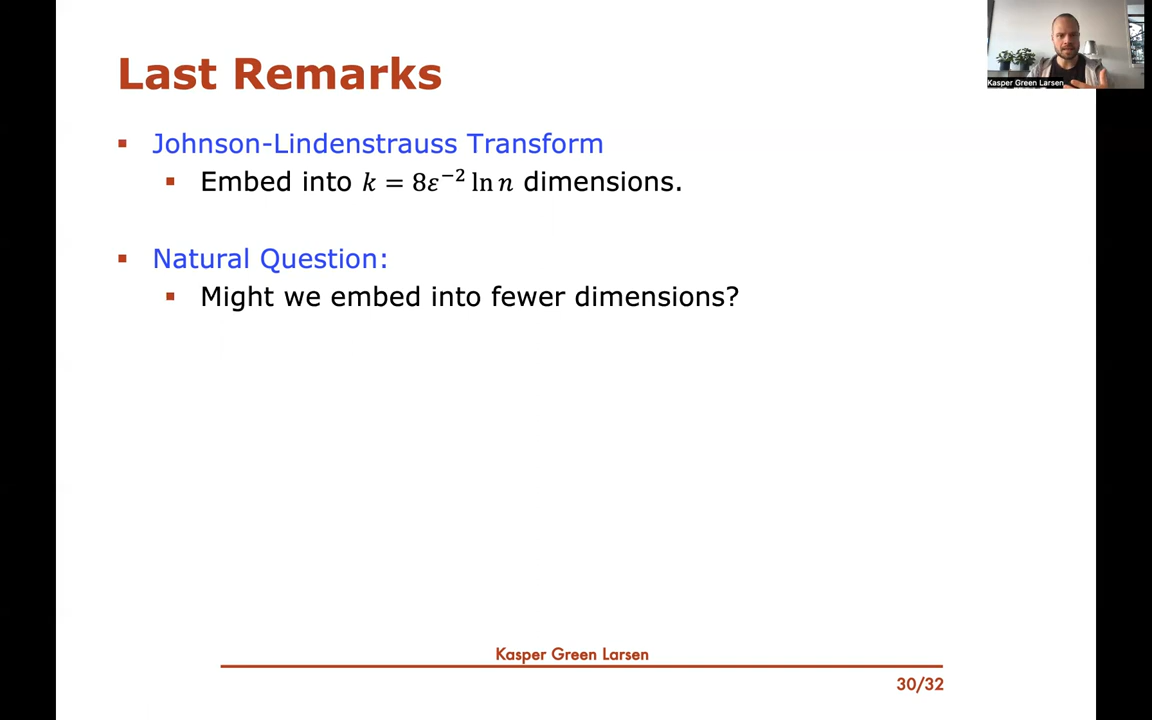 Kasper Green Larsen
Last Remarks
▪ Johnson-Lindenstrauss Transform
▪ Embed into k = 8ε⁻² ln n dimensions.
▪ Natural Question:
▪ Might we embed into fewer dimensions?
Kasper Green Larsen
30/32